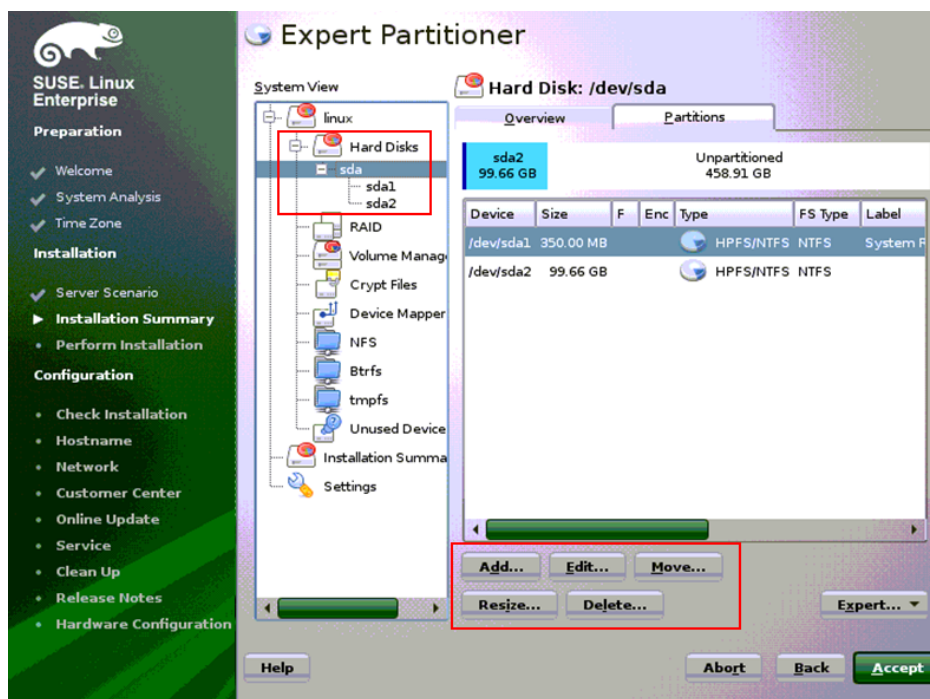 SUSE. Linux
Enterprise
Preparation
Welcome
System Analysis
Time Zone
Installation
Server Scenario
Installation Summary
Perform Installation
Configuration
Check Installation
Hostname
Network
Customer Center
Online Update
Service
Clean Up
Release Notes
Hardware Configuration
Expert Partitioner
System View
linux
Hard Disks
sda
sda1
sda2
RAID
Volume Manag
Crypt Files
Device Mapper
NFS
Btrfs
tmpfs
Unused Device
Installation Summa
Settings
Hard Disk: /dev/sda
Overview Partitions
sda2 Unpartitioned
99.66 GB 458.91 GB
Device Size F Enc Type FS Type Label
/dev/sda1 350.00 MB HPFS/NTFS NTFS System R
/dev/sda2 99.66 GB HPFS/NTFS NTFS
Add... Edit... Move...
Resize... Delete... Expert...
Help Abort Back Accept